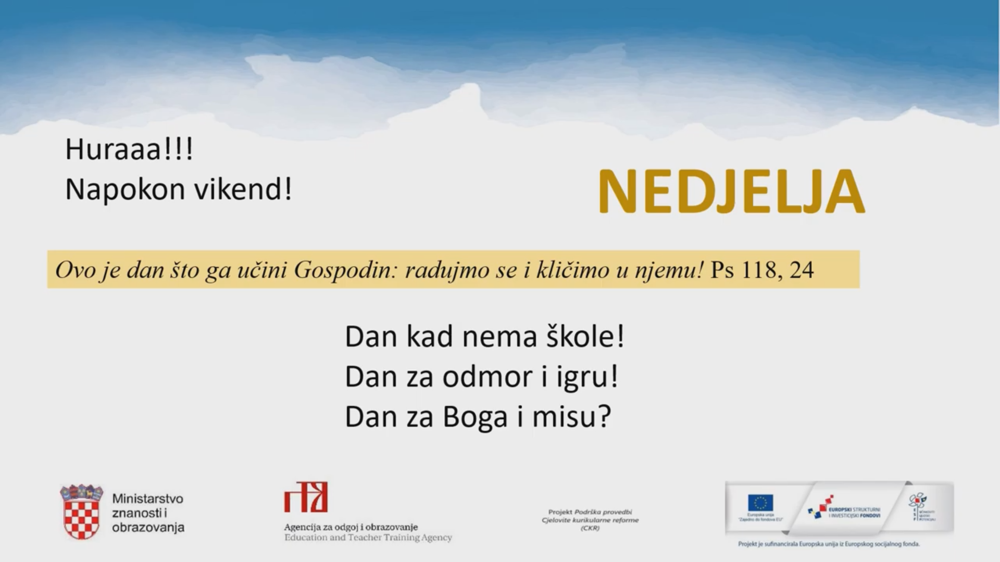 Huraaa!!!
Napokon vikend!
NEDJELJA
Ovo je dan što ga učini Gospodin: radujmo se i kličimo u njemu! Ps 118, 24
Dan kad nema škole!
Dan za odmor i igru!
Dan za Boga i misu?
Ministarstvo
znanosti i
obrazovanja
Agencija za odgoj i obrazovanje
Education and Teacher Training Agency
Projekt Podrška provedbi
Cjelovite kurikularne reforme
(CKR)
Europska unija
"Zajedno do fondova EU"
EUROPSKI STRUKTURNI
I INVESTICIJSKI FONDOVI
Projekt je sufinancirala Europska unija iz Europskog socijalnog fonda.